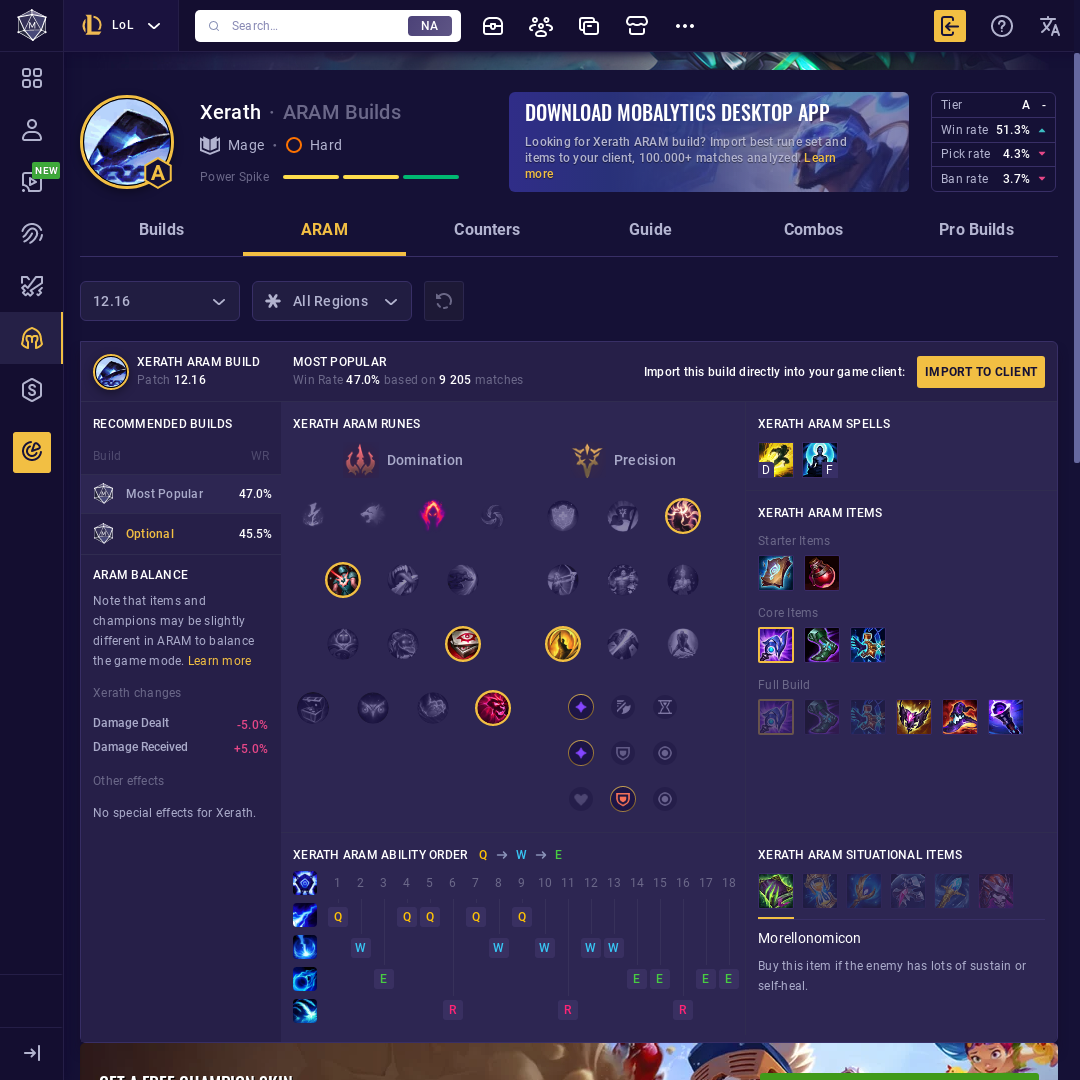 LoL
Search...
NA
NEW
Xerath · ARAM Builds
Mage · Hard
Power Spike
A
DOWNLOAD MOBALYTICS DESKTOP APP
Looking for Xerath ARAM build? Import best rune set and
items to your client, 100.000+ matches analyzed. Learn
more
Tier A -
Win rate 51.3%
Pick rate 4.3%
Ban rate 3.7%
Builds
ARAM
Counters
Guide
Combos
Pro Builds
12.16
All Regions
XERATH ARAM BUILD
Patch 12.16
MOST POPULAR
Win Rate 47.0% based on 9 205 matches
Import this build directly into your game client:
IMPORT TO CLIENT
RECOMMENDED BUILDS
Build WR
Most Popular 47.0%
Optional 45.5%
ARAM BALANCE
Note that items and
champions may be slightly
different in ARAM to balance
the game mode. Learn more
Xerath changes
Damage Dealt -5.0%
Damage Received +5.0%
Other effects
No special effects for Xerath.
XERATH ARAM RUNES
Domination
Precision
XERATH ARAM SPELLS
D
F
XERATH ARAM ITEMS
Starter Items
Core Items
Full Build
XERATH ARAM ABILITY ORDER Q W E
1 2 3 4 5 6 7 8 9 10 11 12 13 14 15 16 17 18
Q Q Q Q Q
W W W W W
E E E E E
R R R
XERATH ARAM SITUATIONAL ITEMS
Morellonomicon
Buy this item if the enemy has lots of sustain or
self-heal.
GET A FREE CHAMPION SKIN